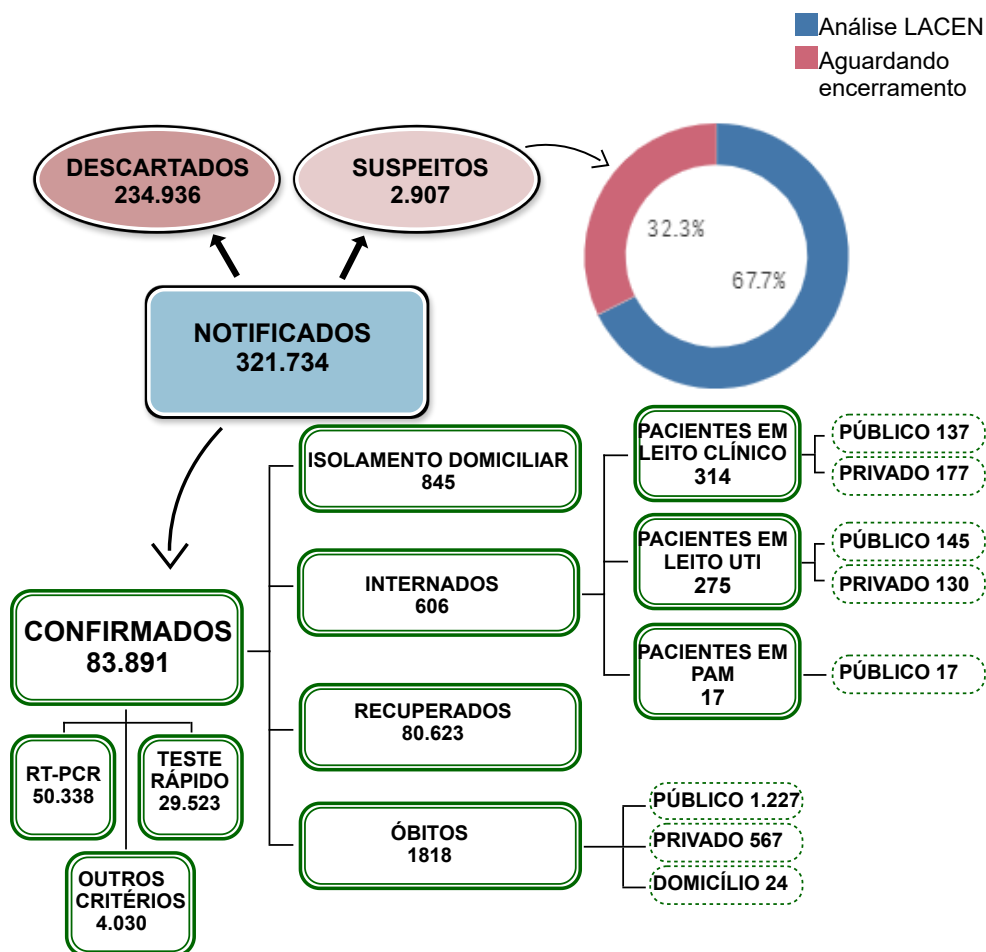 Análise LACEN
Aguardando
encerramento
DESCARTADOS
234.936
SUSPEITOS
2.907
32.3%
67.7%
NOTIFICADOS
321.734
CONFIRMADOS
83.891
RT-PCR
50.338
TESTE
RÁPIDO
29.523
OUTROS
CRITÉRIOS
4.030
ISOLAMENTO DOMICILIAR
845
INTERNADOS
606
RECUPERADOS
80.623
ÓBITOS
1818
PACIENTES EM
LEITO CLÍNICO
314
PÚBLICO 137
PRIVADO 177
PACIENTES EM
LEITO UTI
275
PÚBLICO 145
PRIVADO 130
PACIENTES EM
PAM
17
PÚBLICO 17
PÚBLICO 1.227
PRIVADO 567
DOMICÍLIO 24